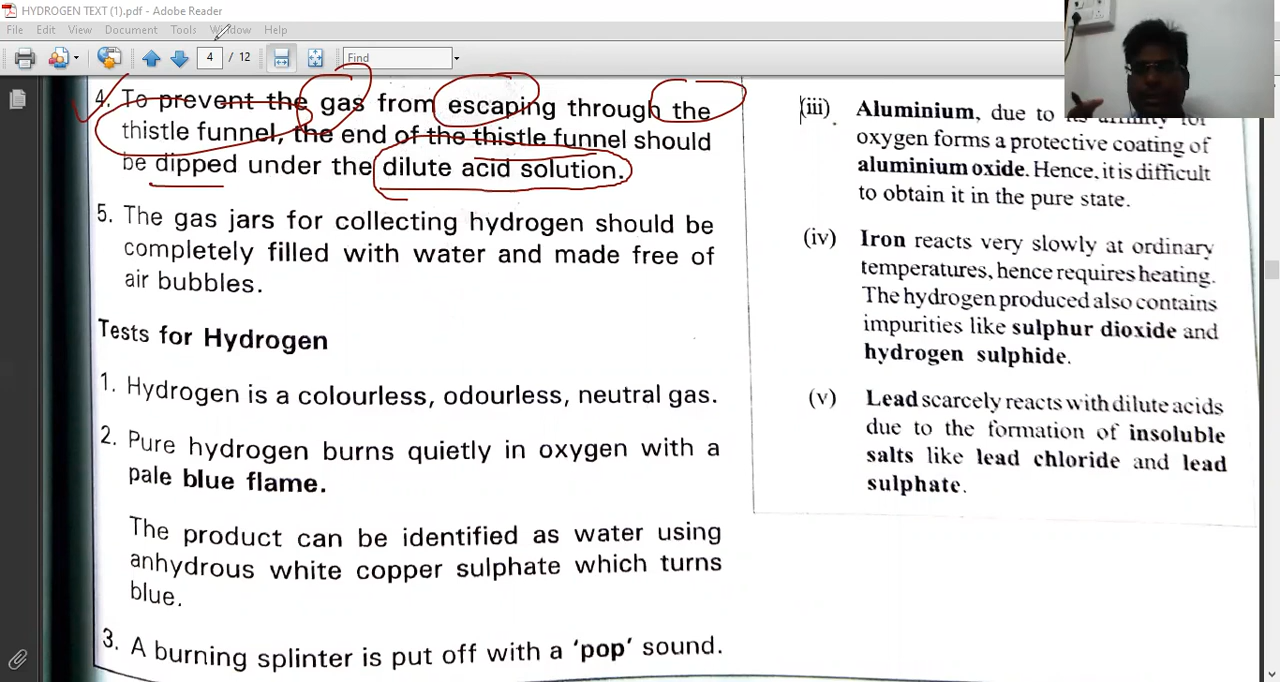 HYDROGEN TEXT (1).pdf - Adobe Reader
File Edit View Document Tools Window Help
4 / 12 Find
4. To prevent the gas from escaping through the
thistle funnel, the end of the thistle funnel should
be dipped under the dilute acid solution.
5. The gas jars for collecting hydrogen should be
completely filled with water and made free of
air bubbles.
Tests for Hydrogen
1. Hydrogen is a colourless, odourless, neutral gas.
2. Pure hydrogen burns quietly in oxygen with a
pale blue flame.
The product can be identified as water using
anhydrous white copper sulphate which turns
blue.
3. A burning splinter is put off with a 'pop' sound.
(iii) Aluminium, due to its affinity for
oxygen forms a protective coating of
aluminium oxide. Hence, it is difficult
to obtain it in the pure state.
(iv) Iron reacts very slowly at ordinary
temperatures, hence requires heating.
The hydrogen produced also contains
impurities like sulphur dioxide and
hydrogen sulphide.
(v) Lead scarcely reacts with dilute acids
due to the formation of insoluble
salts like lead chloride and lead
sulphate.